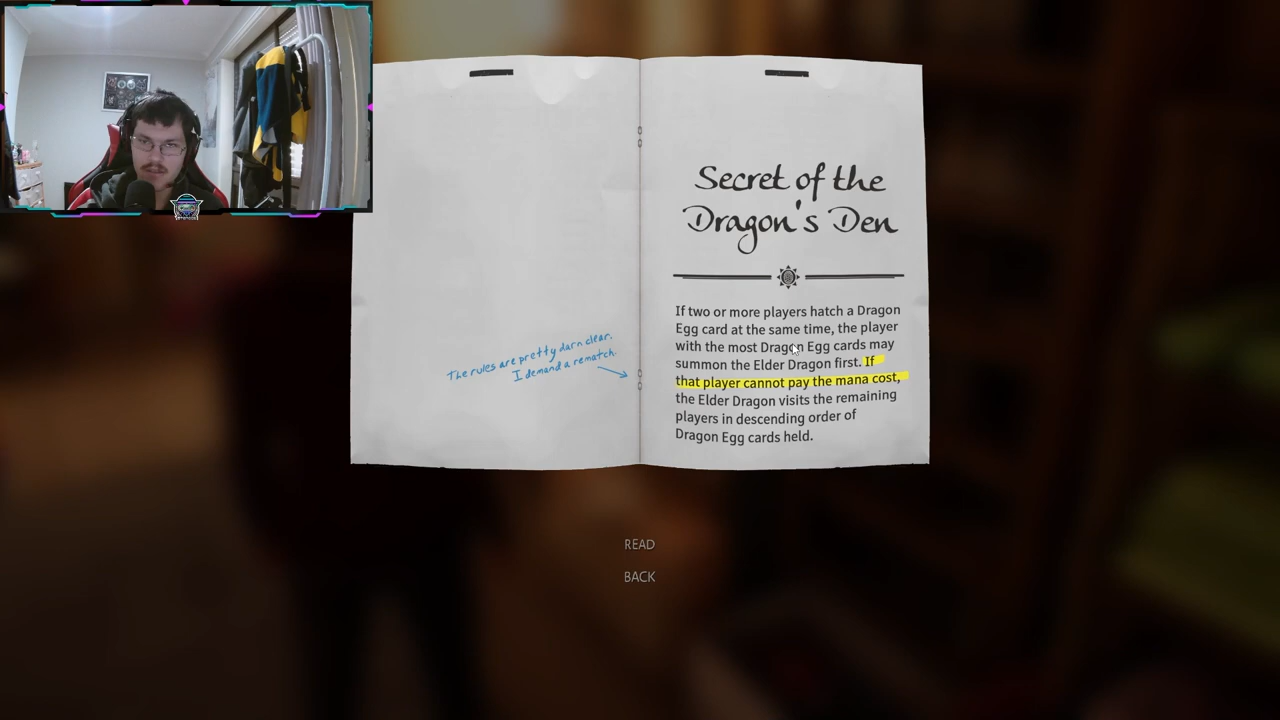 The rules are pretty darn clear.
I demand a rematch.
Secret of the
Dragon's Den
If two or more players hatch a Dragon
Egg card at the same time, the player
with the most Dragon Egg cards may
summon the Elder Dragon first. If
that player cannot pay the mana cost,
the Elder Dragon visits the remaining
players in descending order of
Dragon Egg cards held.
READ
BACK